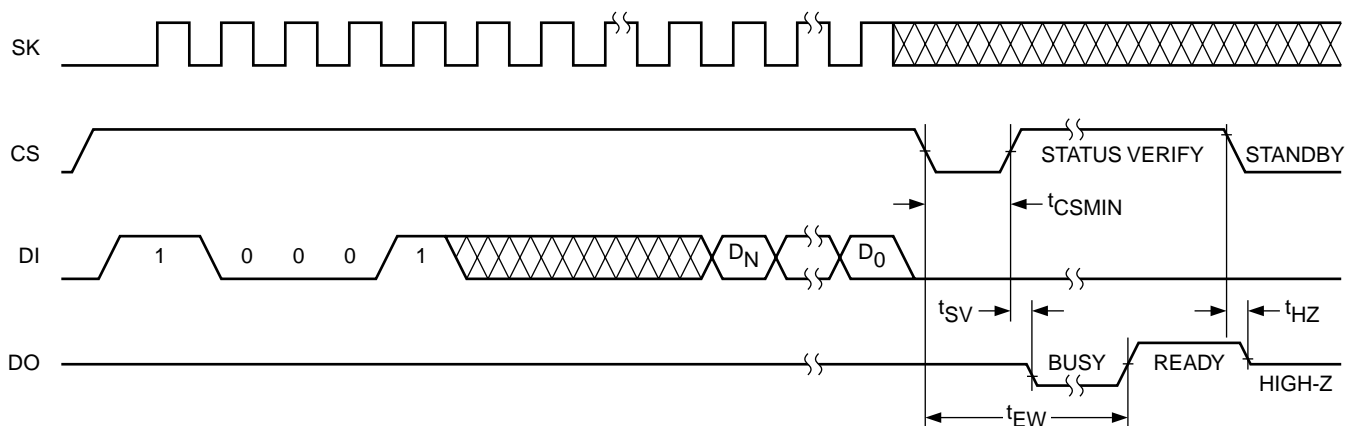 SK
CS
STATUS VERIFY
STANDBY
tCSMIN
DI
1
0
0
0
1
DN
D0
tSV
tHZ
DO
BUSY
READY
HIGH-Z
tEW